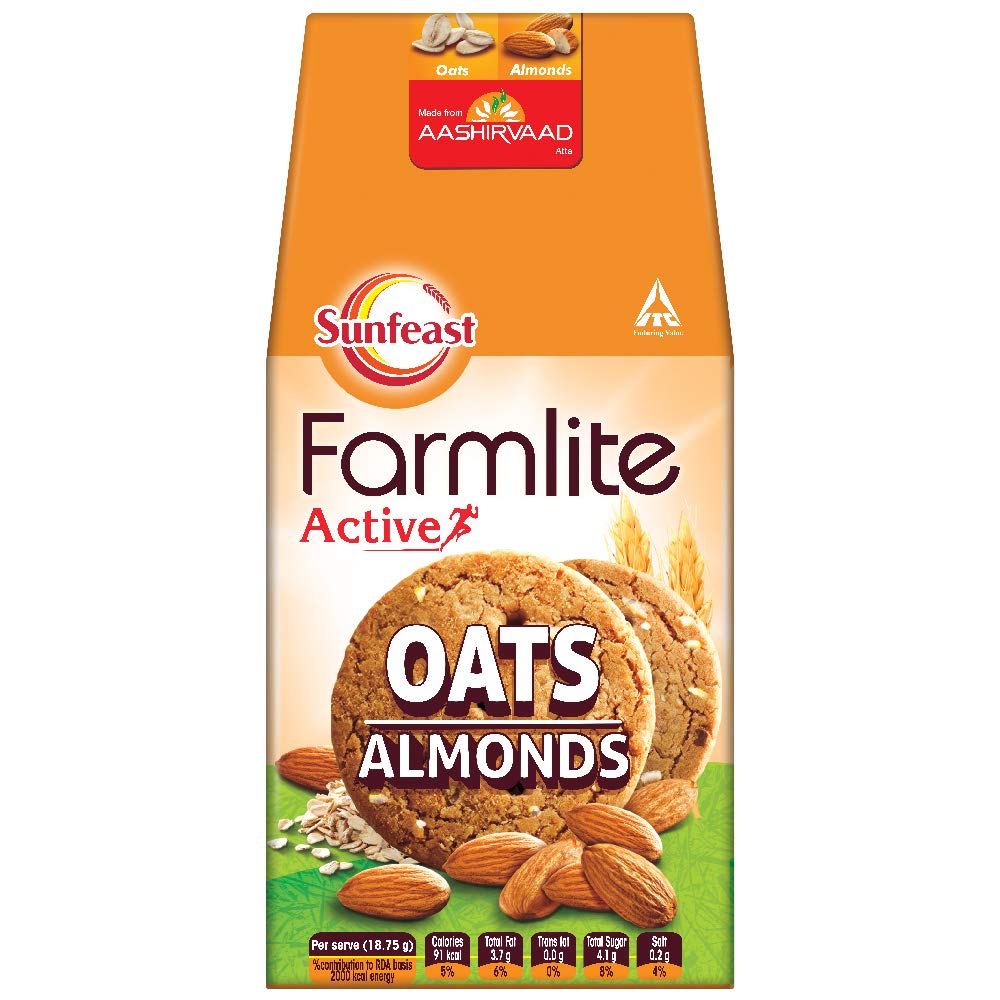 Oats Almonds
Made from
AASHIRVAAD
Atta
Sunfeast
ITC
Enduring Value
Farmlite
Active
OATS
ALMONDS
Per serve (18.75 g)
%contribution to RDA basis
2000 kcal energy
Calories
91 kcal
5%
Total Fat
3.7 g
6%
Trans fat
0.0 g
0%
Total Sugar
4.1 g
8%
Salt
0.2 g
4%